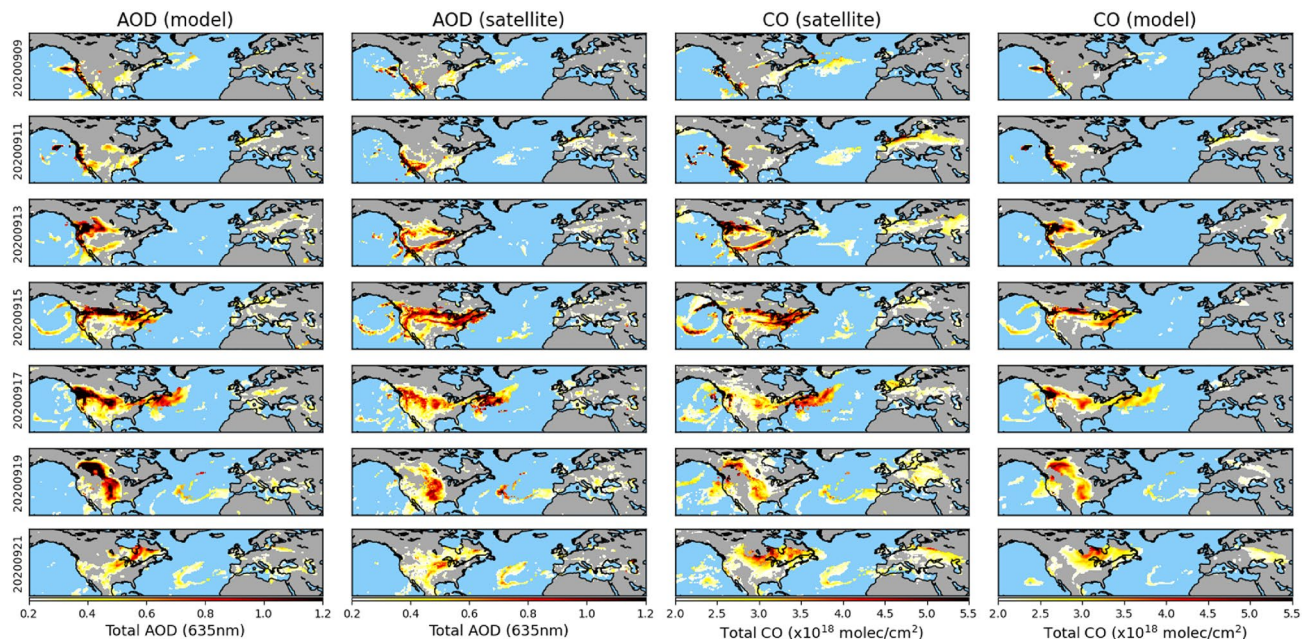 AOD (model) AOD (satellite) CO (satellite) CO (model)
20200909
20200911
20200913
20200915
20200917
20200919
20200921
0.2 0.4 0.6 0.8 1.0 1.2 0.2 0.4 0.6 0.8 1.0 1.2 2.0 2.5 3.0 3.5 4.0 4.5 5.0 5.5 2.0 2.5 3.0 3.5 4.0 4.5 5.0 5.5
Total AOD (635nm) Total AOD (635nm) Total CO (x10¹⁸ molec/cm²) Total CO (x10¹⁸ molec/cm²)